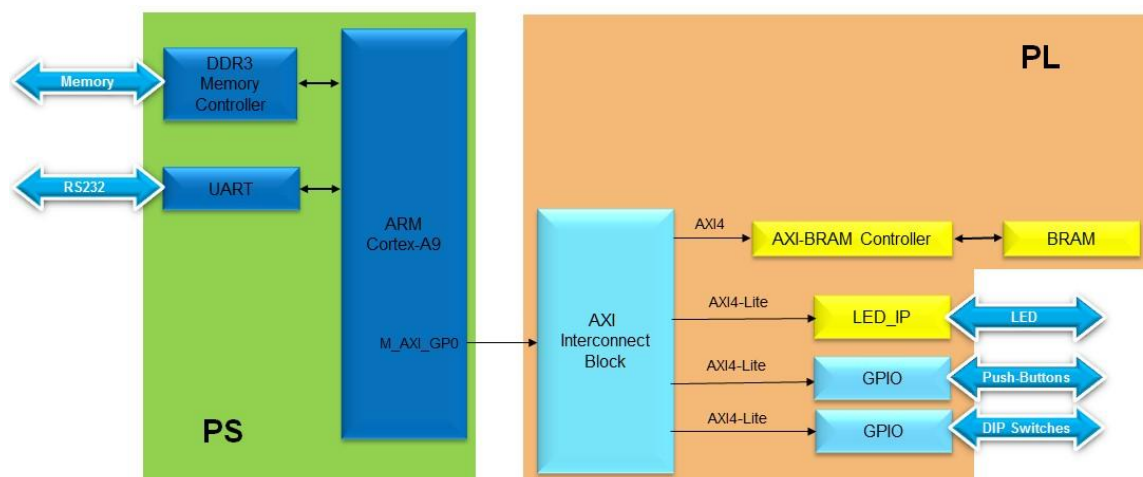 PL
DDR3
Memory
Controller
Memory
UART
RS232
ARM
Cortex-A9
M_AXI_GP0
PS
AXI
Interconnect
Block
AXI4
AXI-BRAM Controller
BRAM
AXI4-Lite
LED_IP
LED
AXI4-Lite
GPIO
Push-Buttons
AXI4-Lite
GPIO
DIP Switches